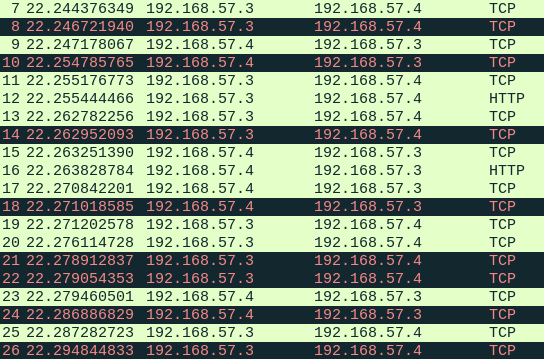 7 22.244376349 192.168.57.3 192.168.57.4 TCP
8 22.246721940 192.168.57.3 192.168.57.4 TCP
9 22.247178067 192.168.57.4 192.168.57.3 TCP
10 22.254785765 192.168.57.4 192.168.57.3 TCP
11 22.255176773 192.168.57.3 192.168.57.4 TCP
12 22.255444466 192.168.57.3 192.168.57.4 HTTP
13 22.262782256 192.168.57.3 192.168.57.4 TCP
14 22.262952093 192.168.57.3 192.168.57.4 TCP
15 22.263251390 192.168.57.4 192.168.57.3 TCP
16 22.263828784 192.168.57.4 192.168.57.3 HTTP
17 22.270842201 192.168.57.4 192.168.57.3 TCP
18 22.271018585 192.168.57.4 192.168.57.3 TCP
19 22.271202578 192.168.57.3 192.168.57.4 TCP
20 22.276114728 192.168.57.3 192.168.57.4 TCP
21 22.278912837 192.168.57.3 192.168.57.4 TCP
22 22.279054353 192.168.57.3 192.168.57.4 TCP
23 22.279460501 192.168.57.4 192.168.57.3 TCP
24 22.286886829 192.168.57.4 192.168.57.3 TCP
25 22.287282723 192.168.57.3 192.168.57.4 TCP
26 22.294844833 192.168.57.3 192.168.57.4 TCP